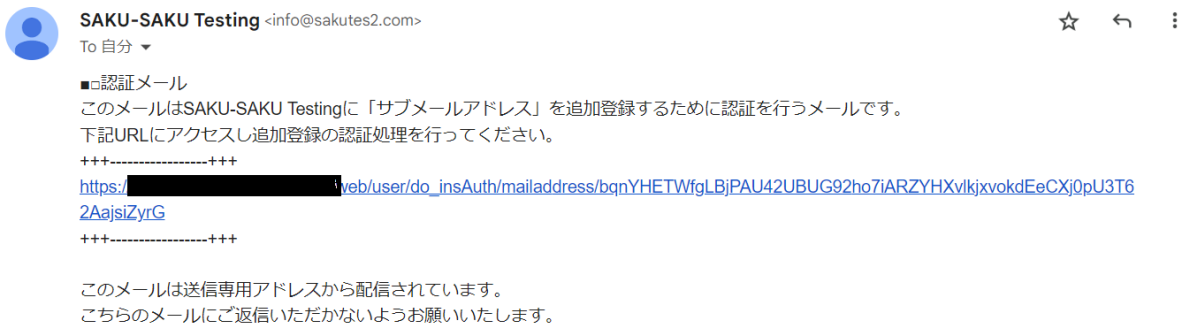 SAKU-SAKU Testing <info@sakutes2.com>
To 自分
■□認証メール
このメールはSAKU-SAKU Testingに「サブメールアドレス」を追加登録するために認証を行うメールです。
下記URLにアクセスし追加登録の認証処理を行ってください。
+++-----------------+++
https:/ web/user/do_insAuth/mailaddress/bqnYHETWfgLBjPAU42UBUG92ho7iARZYHXvlkjxvokdEeCXj0pU3T6
2AajsiZyrG
+++-----------------+++
このメールは送信専用アドレスから配信されています。
こちらのメールにご返信いただかないようお願いいたします。